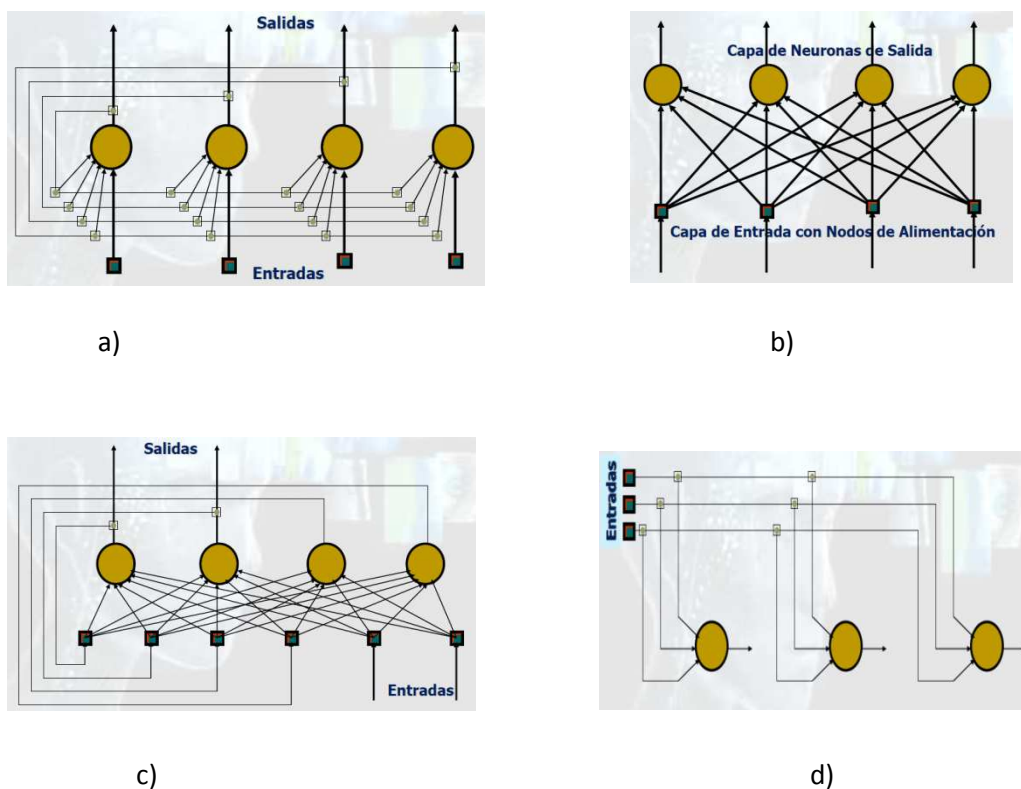 Salidas
Entradas
a)
Capa de Neuronas de Salida
Capa de Entrada con Nodos de Alimentación
b)
Salidas
Entradas
c)
Entradas
d)